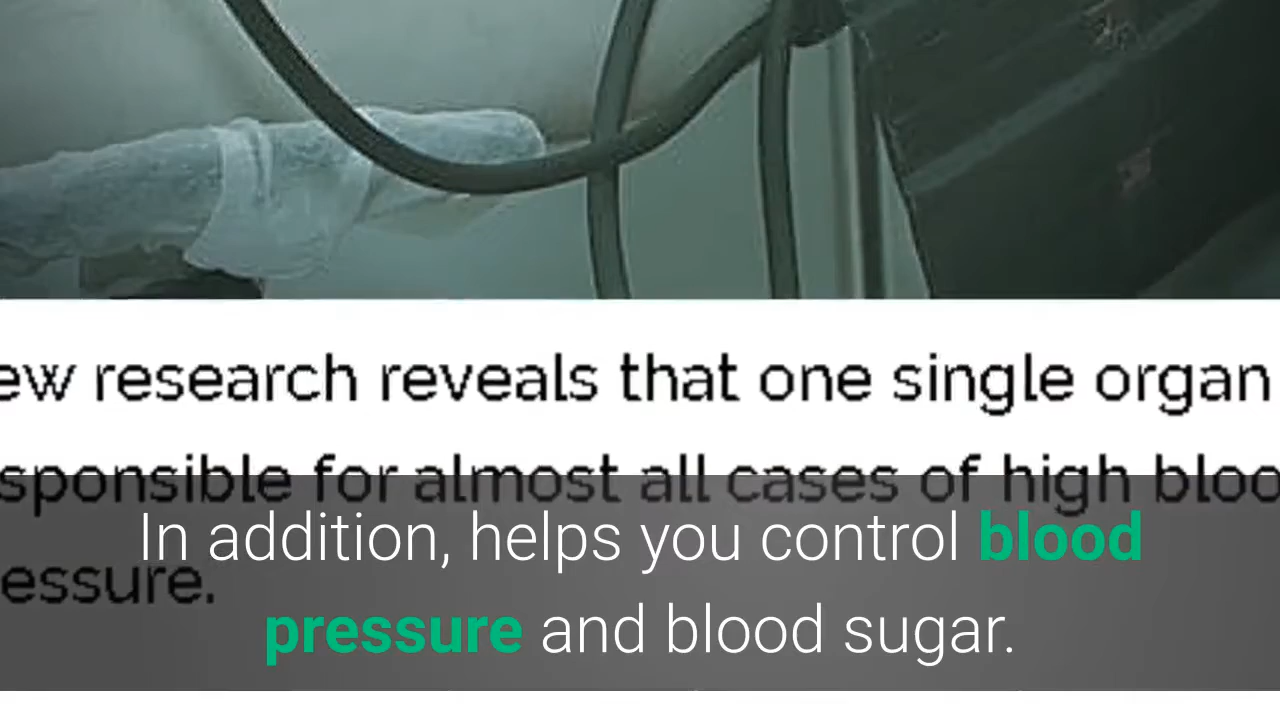 ew research reveals that one single organ
sponsible for almost all cases of high bloo
essure.
In addition, helps you control blood
pressure and blood sugar.